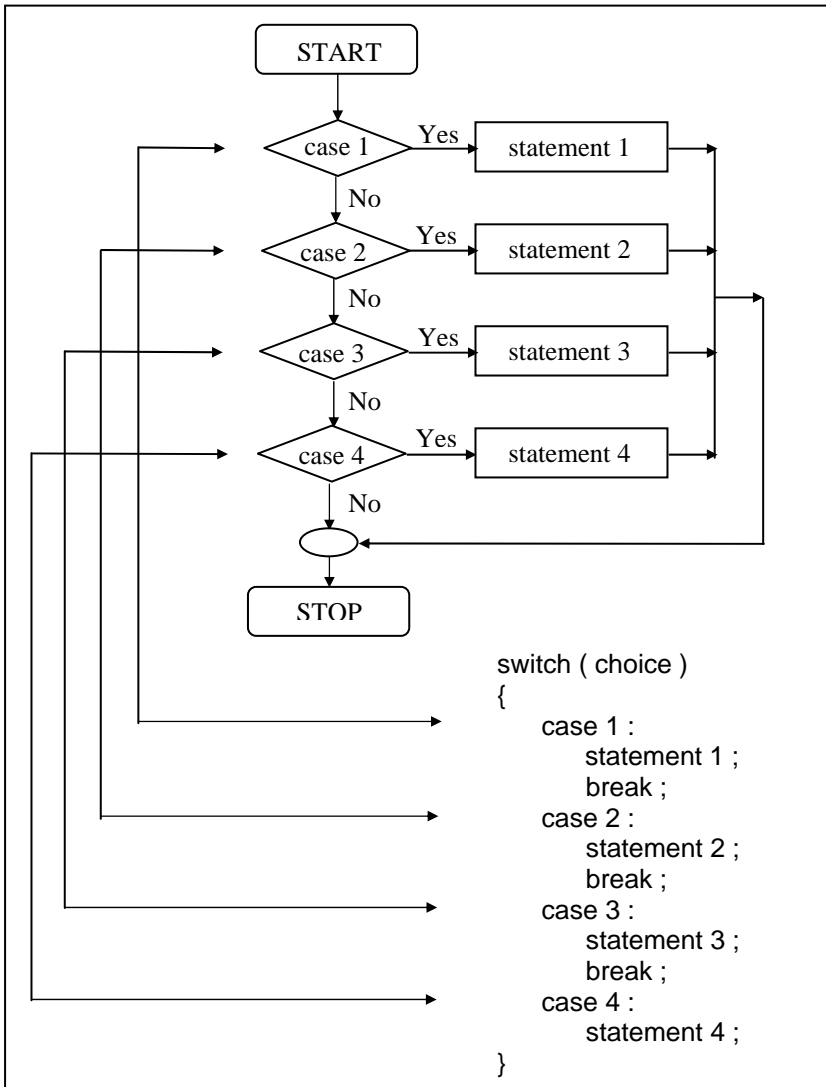 START
case 1
Yes
statement 1
No
case 2
Yes
statement 2
No
case 3
Yes
statement 3
No
case 4
Yes
statement 4
No
STOP
switch ( choice )
{
case 1 :
statement 1 ;
break ;
case 2 :
statement 2 ;
break ;
case 3 :
statement 3 ;
break ;
case 4 :
statement 4 ;
}